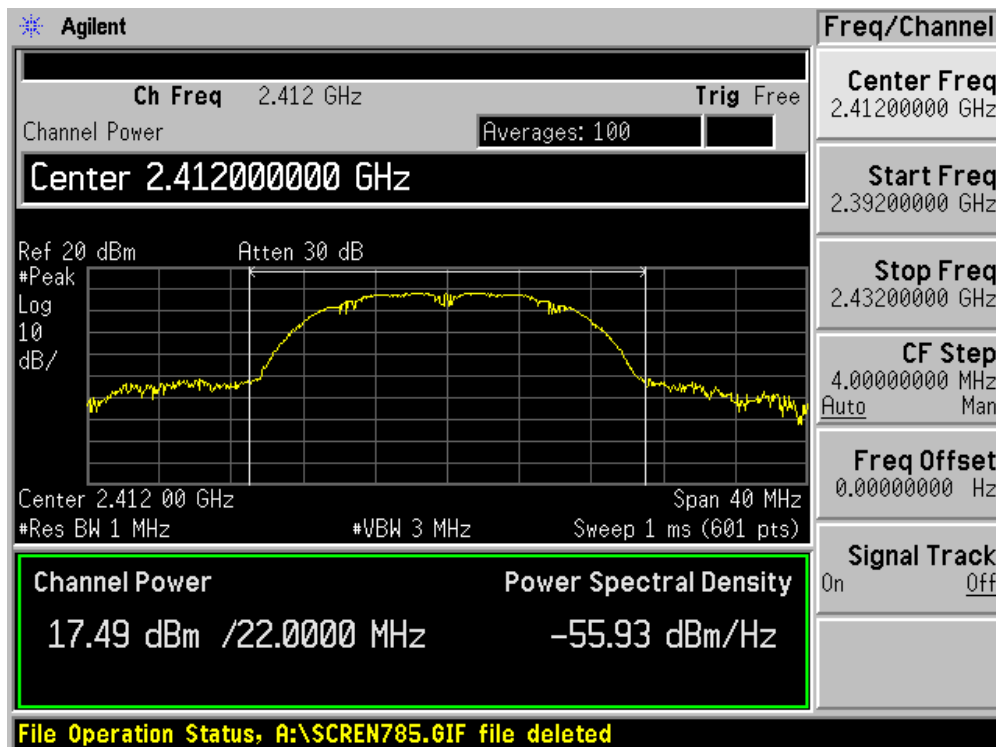 Agilent
Freq/Channel
Ch Freq 2.412 GHz Trig Free
Channel Power Averages: 100
Center 2.412000000 GHz
Ref 20 dBm Atten 30 dB
#Peak
Log
10
dB/
Center 2.412 00 GHz Span 40 MHz
#Res BW 1 MHz #VBW 3 MHz Sweep 1 ms (601 pts)
Channel Power Power Spectral Density
17.49 dBm /22.0000 MHz -55.93 dBm/Hz
File Operation Status, A:\SCREN785.GIF file deleted
Center Freq
2.41200000 GHz
Start Freq
2.39200000 GHz
Stop Freq
2.43200000 GHz
CF Step
4.00000000 MHz
Auto Man
Freq Offset
0.00000000 Hz
Signal Track
On Off